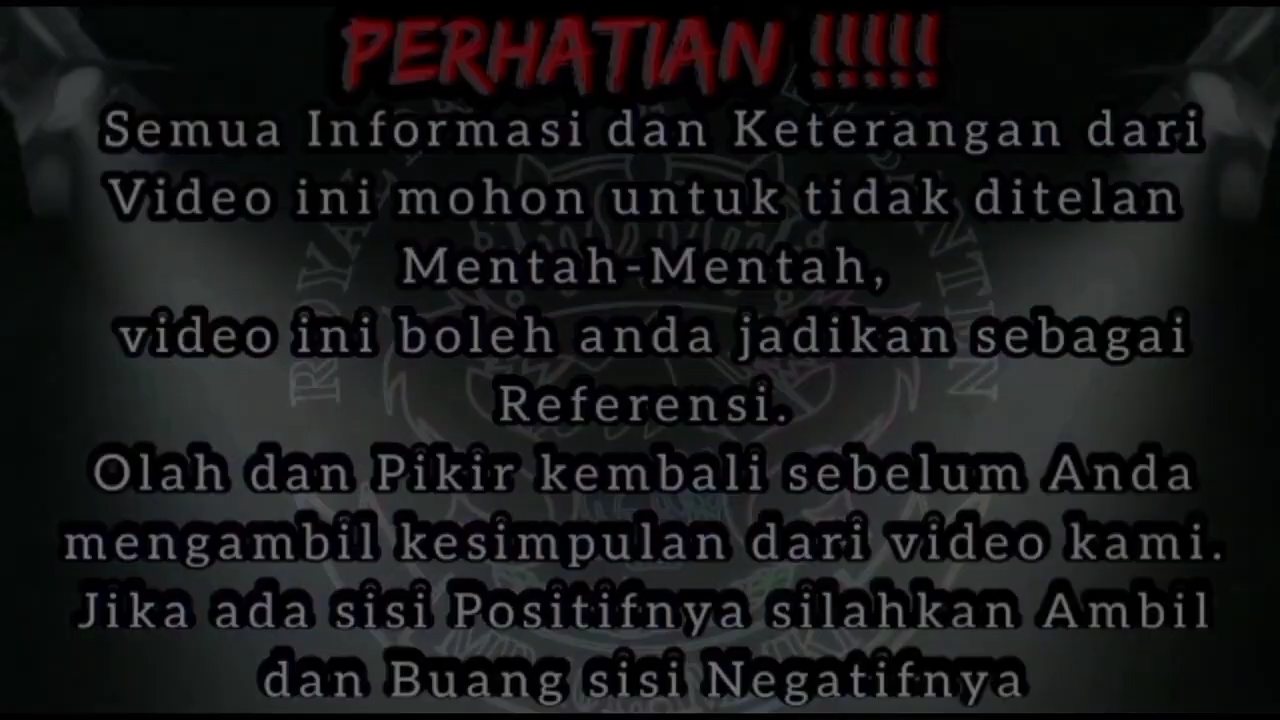 PERHATIAN !!!!!
Semua Informasi dan Keterangan dari
Video ini mohon untuk tidak ditelan
Mentah-Mentah,
video ini boleh anda jadikan sebagai
Referensi.
Olah dan Pikir kembali sebelum Anda
mengambil kesimpulan dari video kami.
Jika ada sisi Positifnya silahkan Ambil
dan Buang sisi Negatifnya
ROYAL